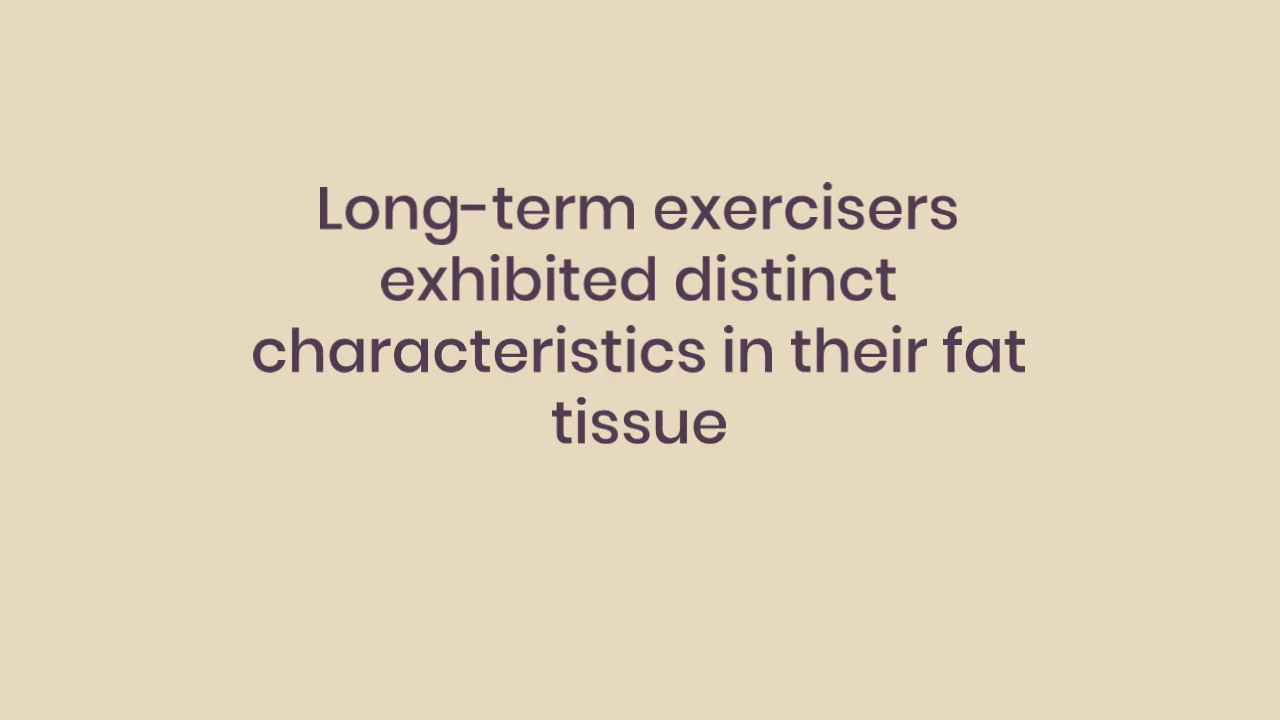 Long-term exercisers
exhibited distinct
characteristics in their fat
tissue